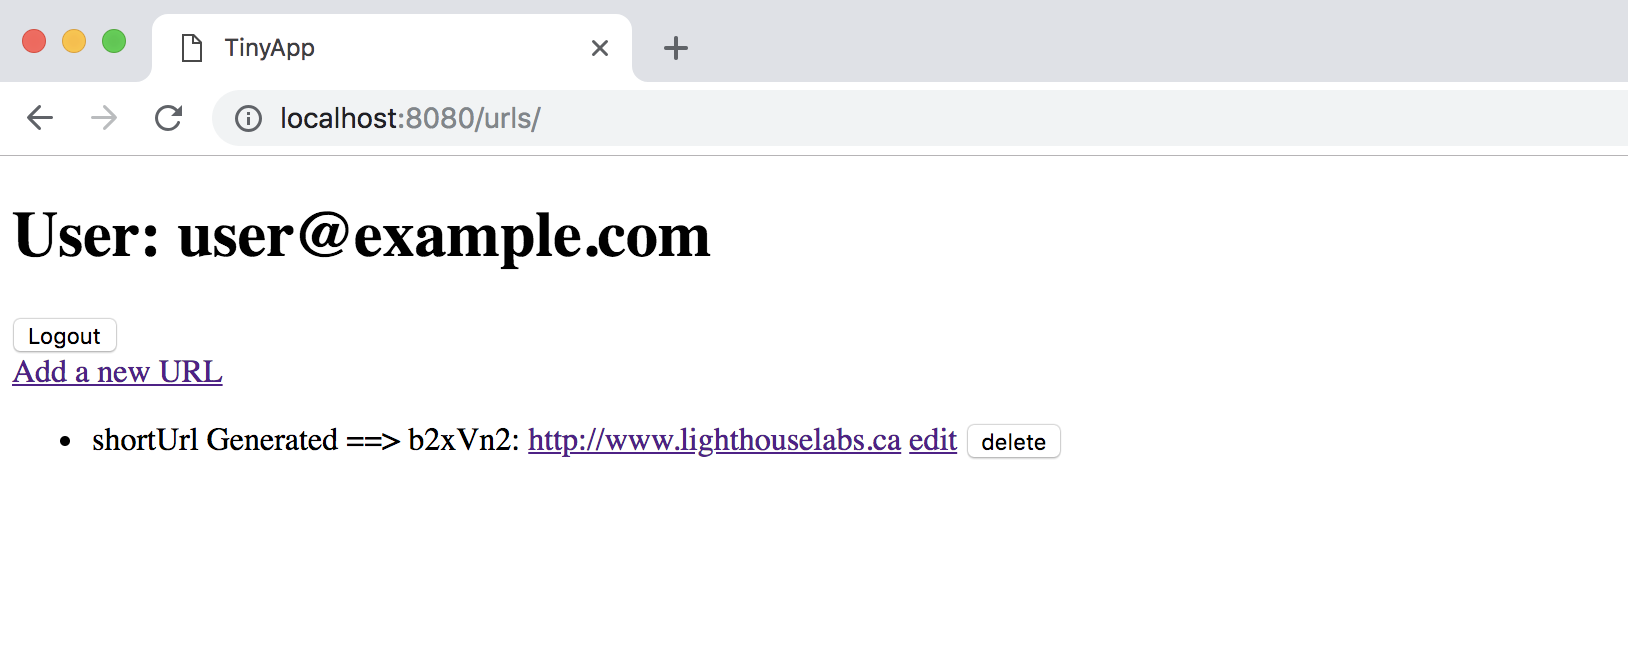 TinyApp
localhost:8080/urls/
User: user@example.com
Logout
Add a new URL
shortUrl Generated ==> b2xVn2: http://www.lighthouselabs.ca edit delete